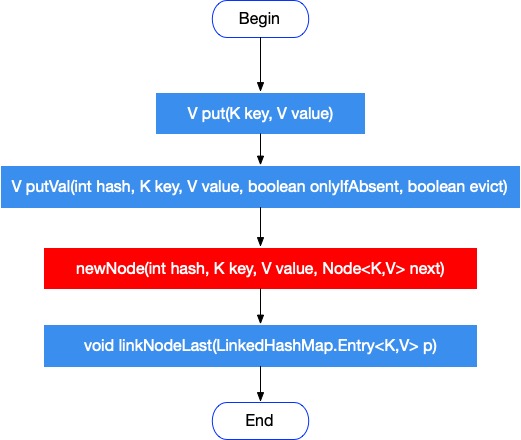 Begin
V put(K key, V value)
V putVal(int hash, K key, V value, boolean onlyIfAbsent, boolean evict)
newNode(int hash, K key, V value, Node<K,V> next)
void linkNodeLast(LinkedHashMap.Entry<K,V> p)
End